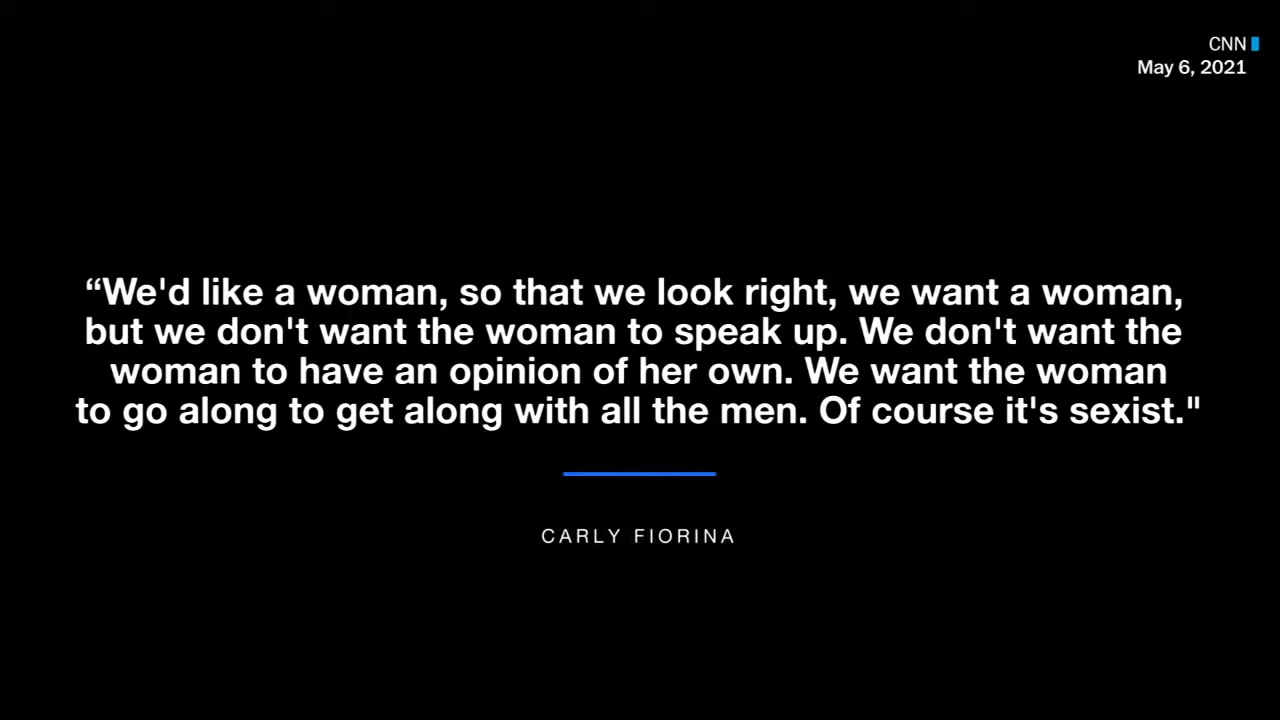 CNN
May 6, 2021
“We'd like a woman, so that we look right, we want a woman,
but we don't want the woman to speak up. We don't want the
woman to have an opinion of her own. We want the woman
to go along to get along with all the men. Of course it's sexist."
CARLY FIORINA